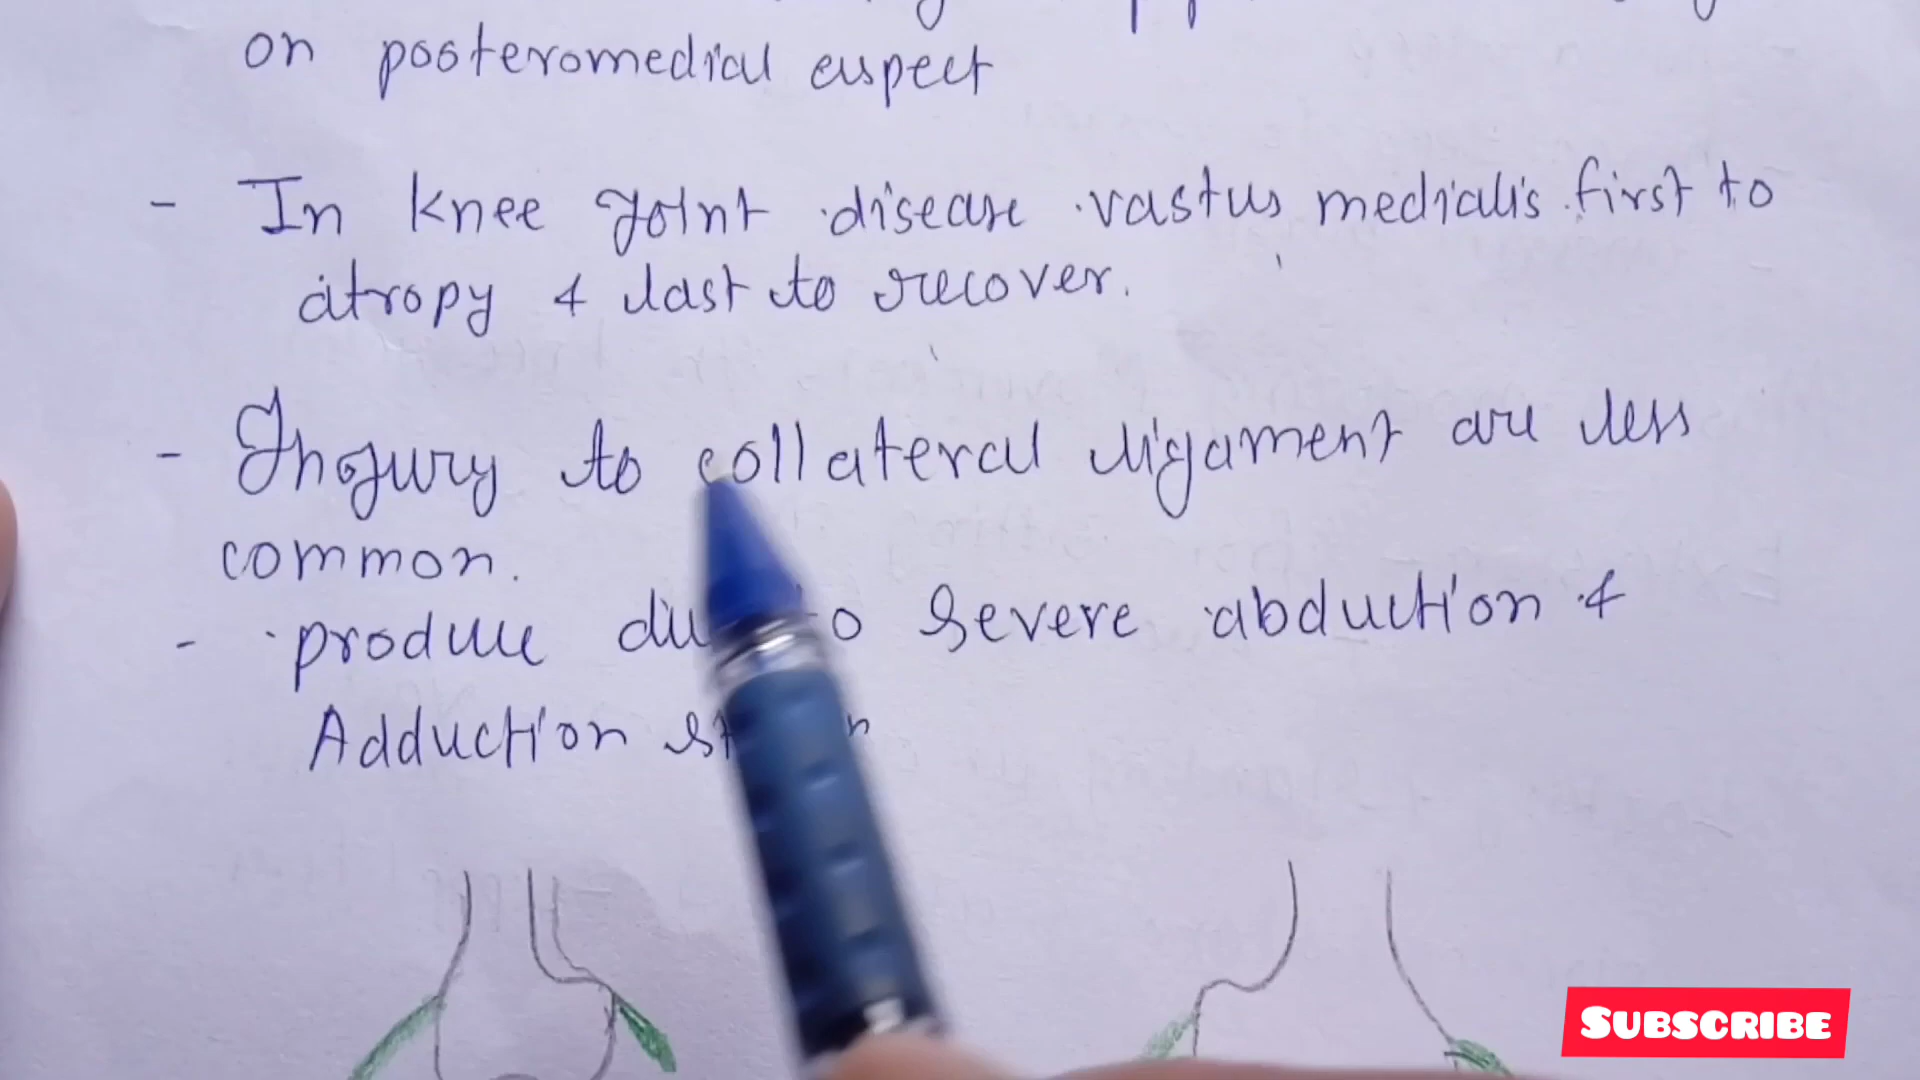 on posteromedial aspect
- In knee joint disease vastus medialis first to
atropy & last to recover.
- Injury to collateral ligament are less
common.
- produce to severe abduction &
Adduction
SUBSCRIBE